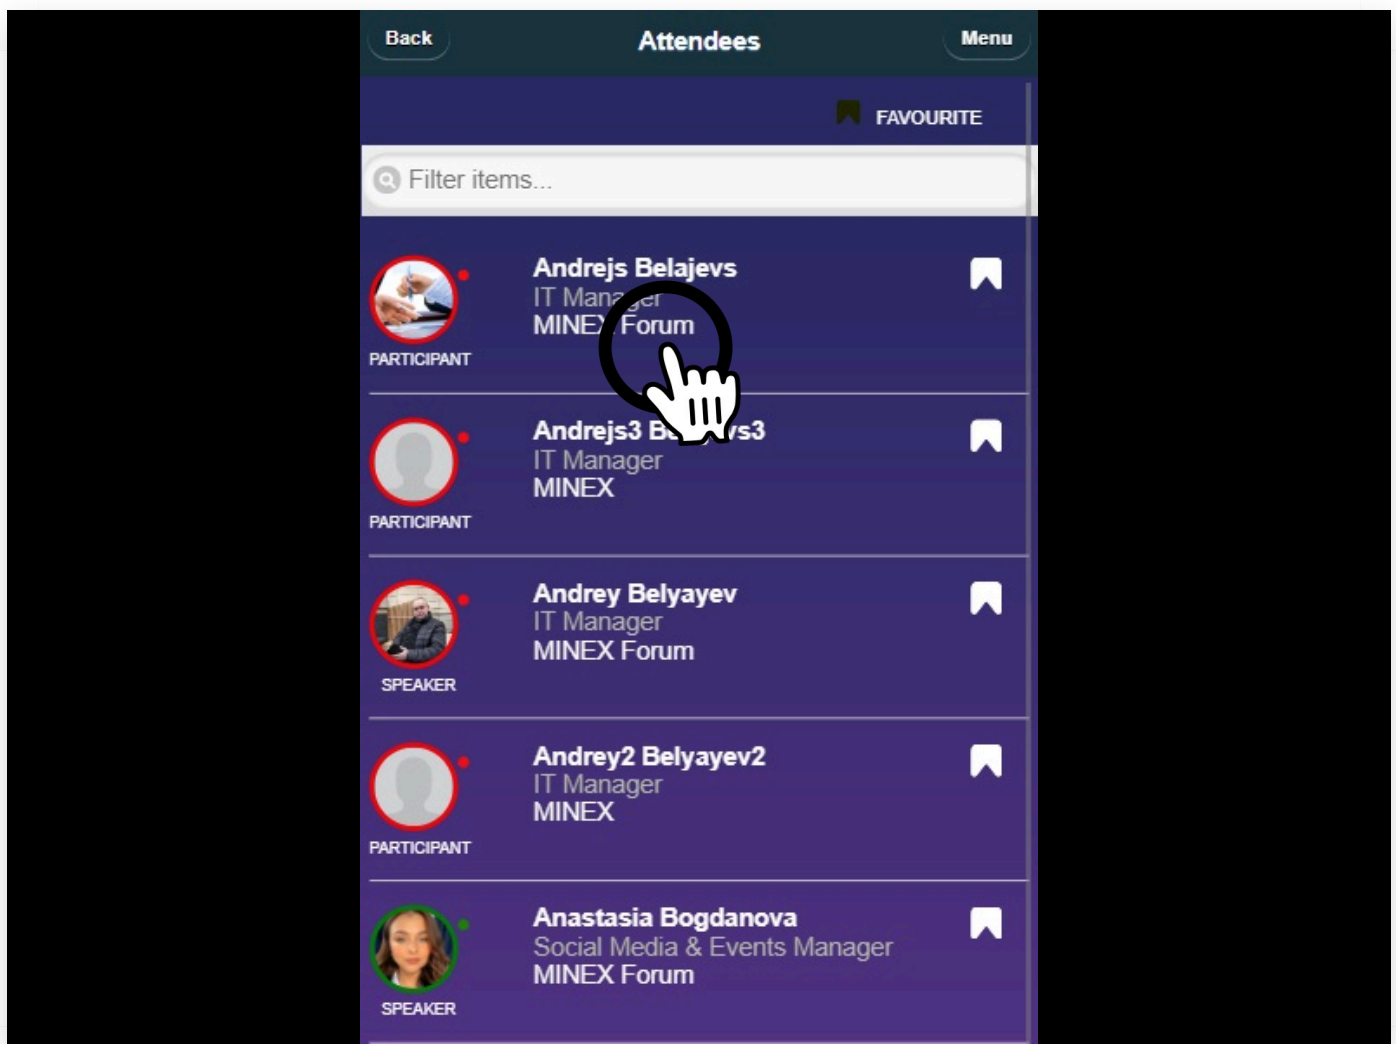 Back
Attendees
Menu
FAVOURITE
Filter items...
Andrejs Belajevs
IT Manager
MINEX Forum
PARTICIPANT
Andrejs3
IT Manager
MINEX
PARTICIPANT
Andrey Belyayev
IT Manager
MINEX Forum
SPEAKER
Andrey2 Belyayev2
IT Manager
MINEX
PARTICIPANT
Anastasia Bogdanova
Social Media & Events Manager
MINEX Forum
SPEAKER